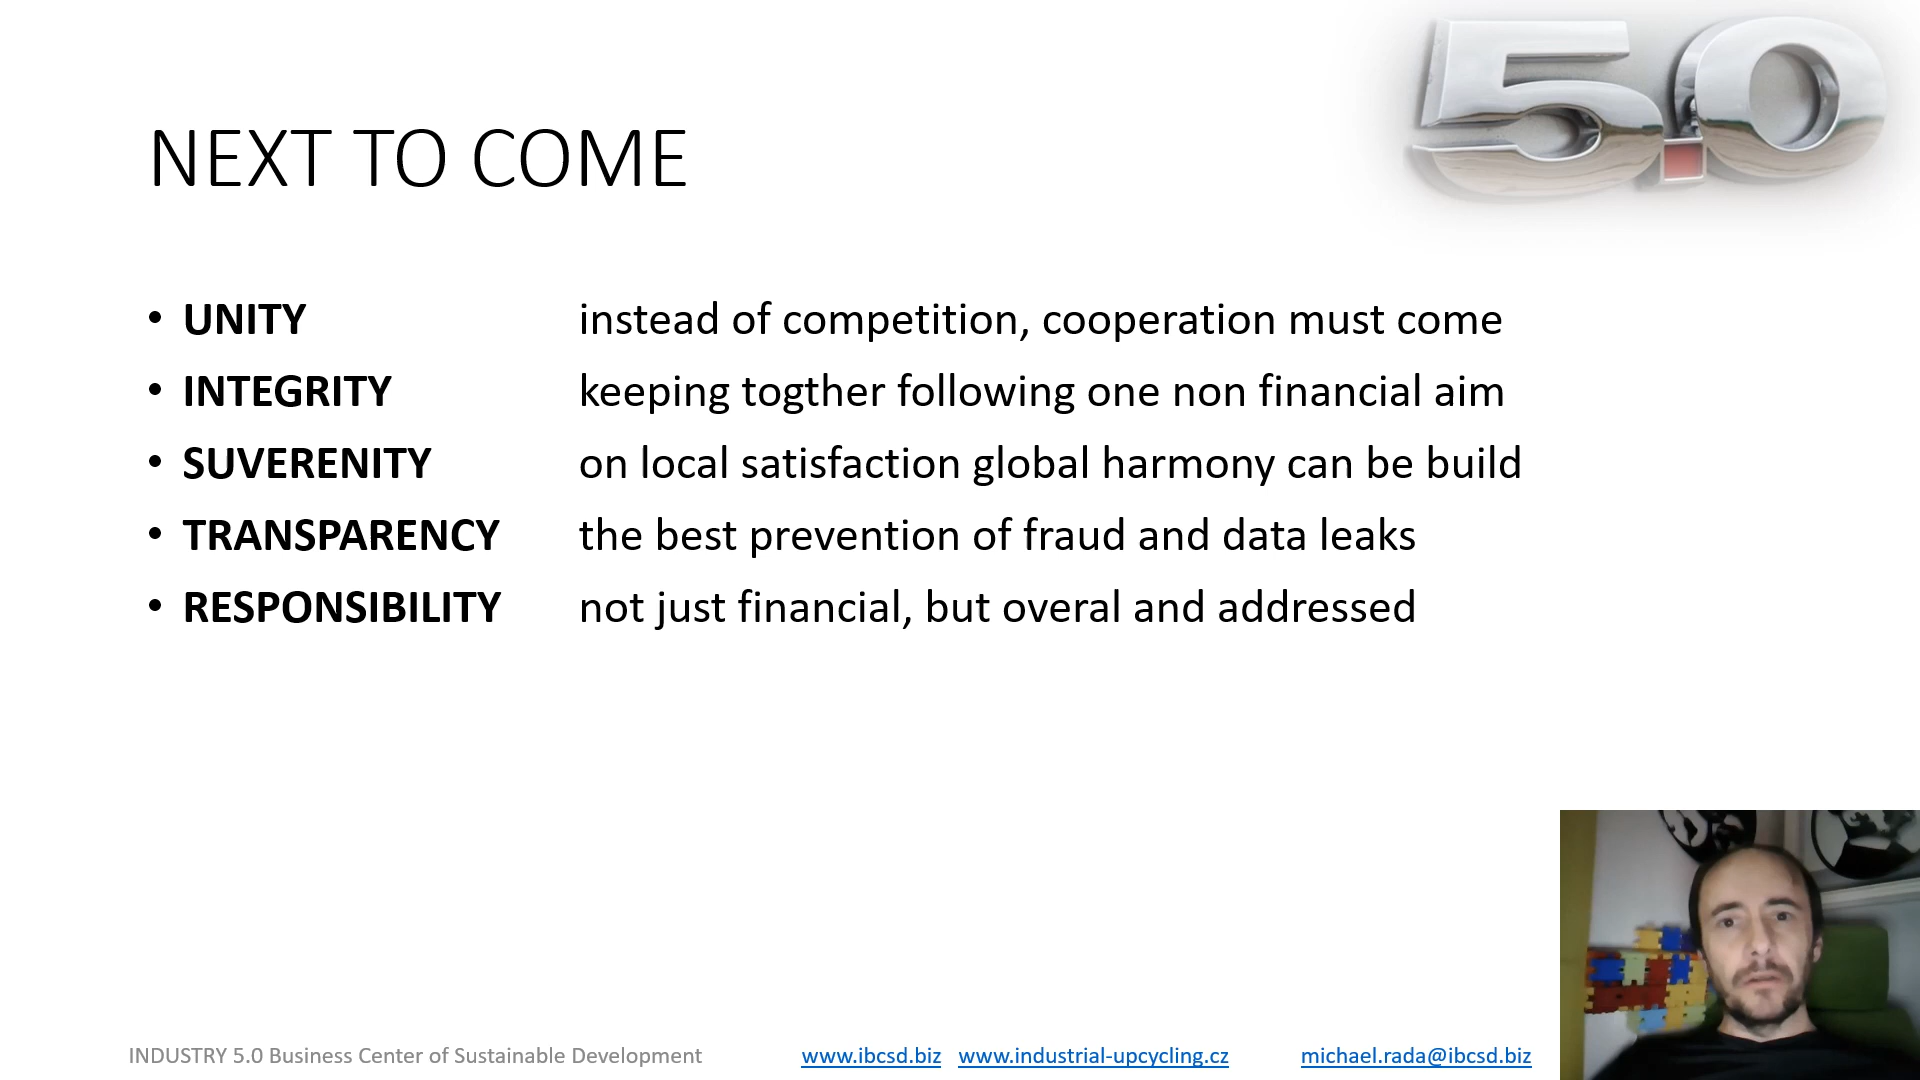 5.0
NEXT TO COME
• UNITY instead of competition, cooperation must come
• INTEGRITY keeping togther following one non financial aim
• SUVERENITY on local satisfaction global harmony can be build
• TRANSPARENCY the best prevention of fraud and data leaks
• RESPONSIBILITY not just financial, but overal and addressed
INDUSTRY 5.0 Business Center of Sustainable Development www.ibcsd.biz www.industrial-upcycling.cz michael.rada@ibcsd.biz